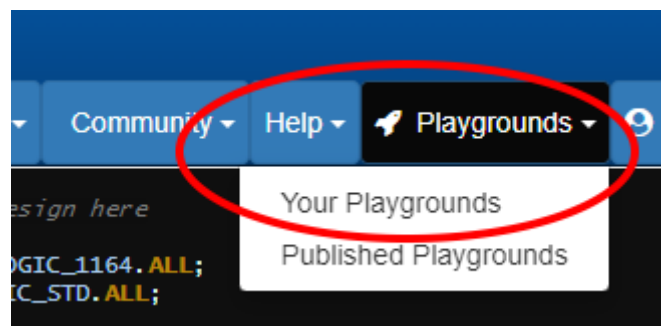 Community Help Playgrounds
Your Playgrounds
Published Playgrounds
esign here
OGIC_1164.ALL;
IC_STD.ALL;